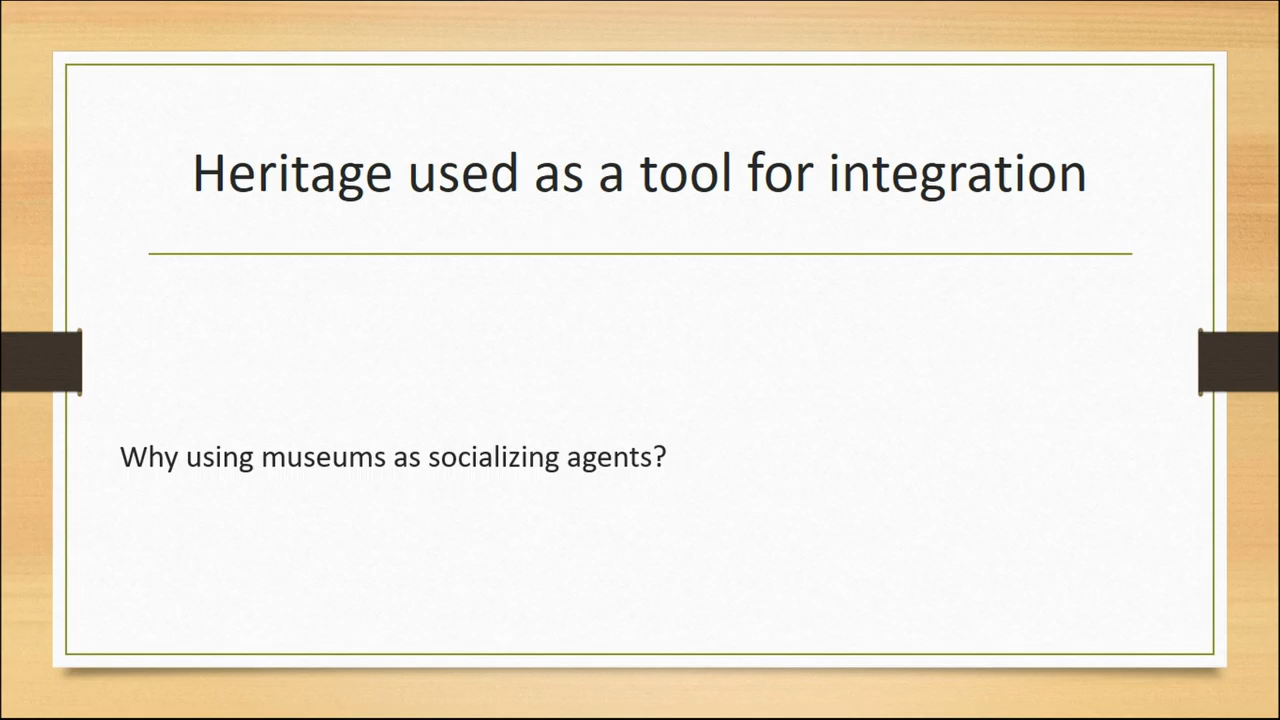 Heritage used as a tool for integration
Why using museums as socializing agents?